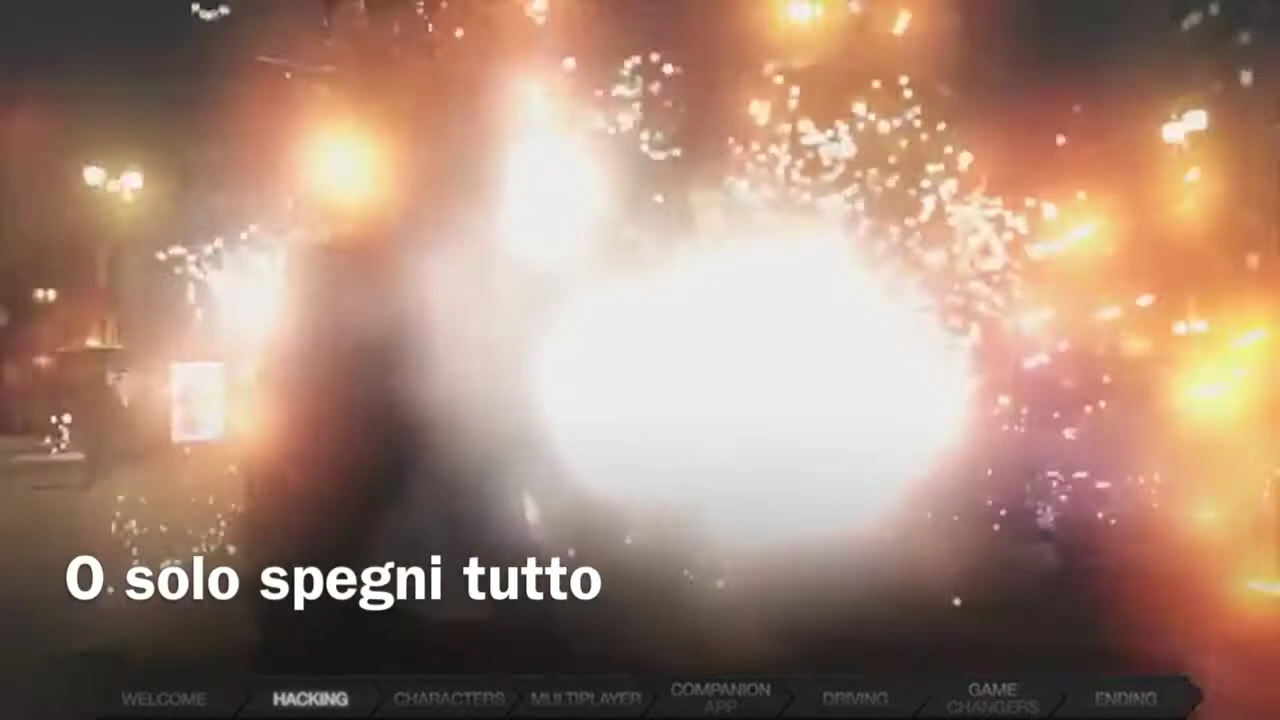 O solo spegni tutto
WELCOME
HACKING
CHARACTERS
MULTIPLAYER
COMPANION
APP
DRIVING
GAME
CHANGERS
ENDING